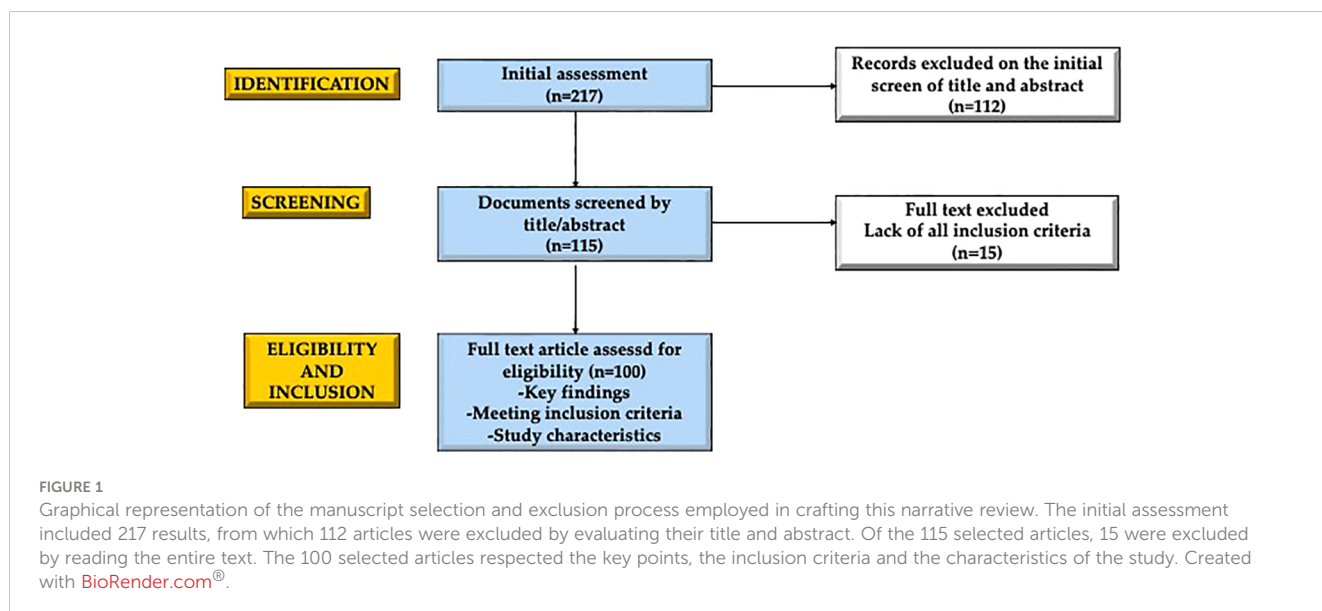 IDENTIFICATION
Initial assessment
(n=217)
Records excluded on the initial
screen of title and abstract
(n=112)
SCREENING
Documents screened by
title/abstract
(n=115)
Full text excluded
Lack of all inclusion criteria
(n=15)
ELIGIBILITY
AND
INCLUSION
Full text article assessd for
eligibility (n=100)
-Key findings
-Meeting inclusion criteria
-Study characteristics
FIGURE 1
Graphical representation of the manuscript selection and exclusion process employed in crafting this narrative review. The initial assessment
included 217 results, from which 112 articles were excluded by evaluating their title and abstract. Of the 115 selected articles, 15 were excluded
by reading the entire text. The 100 selected articles respected the key points, the inclusion criteria and the characteristics of the study. Created
with BioRender.com®.